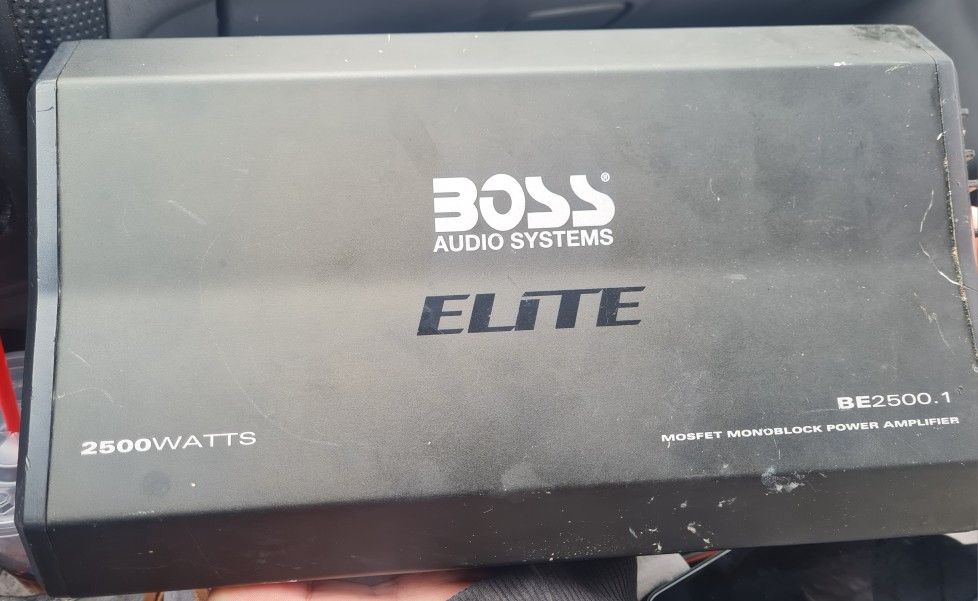 BOSS®
AUDIO SYSTEMS
ELiTE
2500WATTS
BE2500.1
MOSFET MONOBLOCK POWER AMPLIFIER